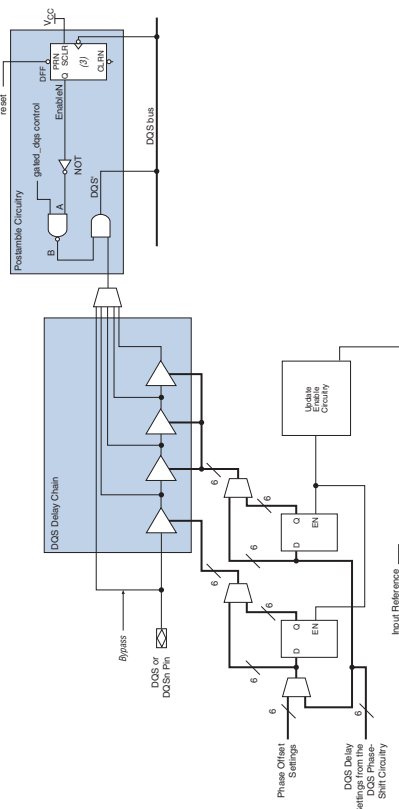 reset
DFF
PRN
SCLR
(3)
CLRN
Q
VCC
EnableN
NOT
gated_dqs control
A
B
DQS'
DQS bus
Postamble Circuitry
DQS Delay Chain
Bypass
DQS or
DQSn Pin
6
6
6
6
6
6
D
Q
EN
D
Q
EN
Update
Enable
Circuitry
Phase Offset
Settings
6
DQS Delay
ettings from the
DQS Phase-
Shift Circuitry
6
Input Reference